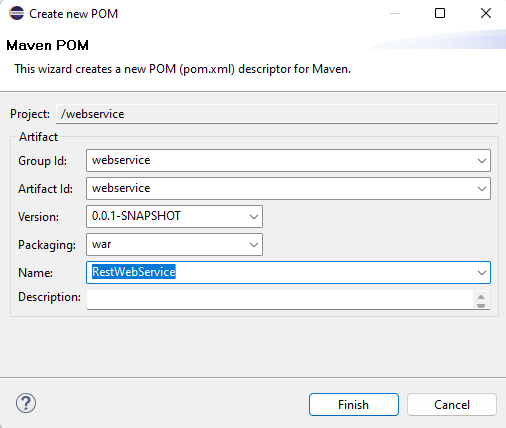 Create new POM
Maven POM
This wizard creates a new POM (pom.xml) descriptor for Maven.
Project: /webservice
Artifact
Group Id: webservice
Artifact Id: webservice
Version: 0.0.1-SNAPSHOT
Packaging: war
Name: RestWebService
Description:
? Finish Cancel